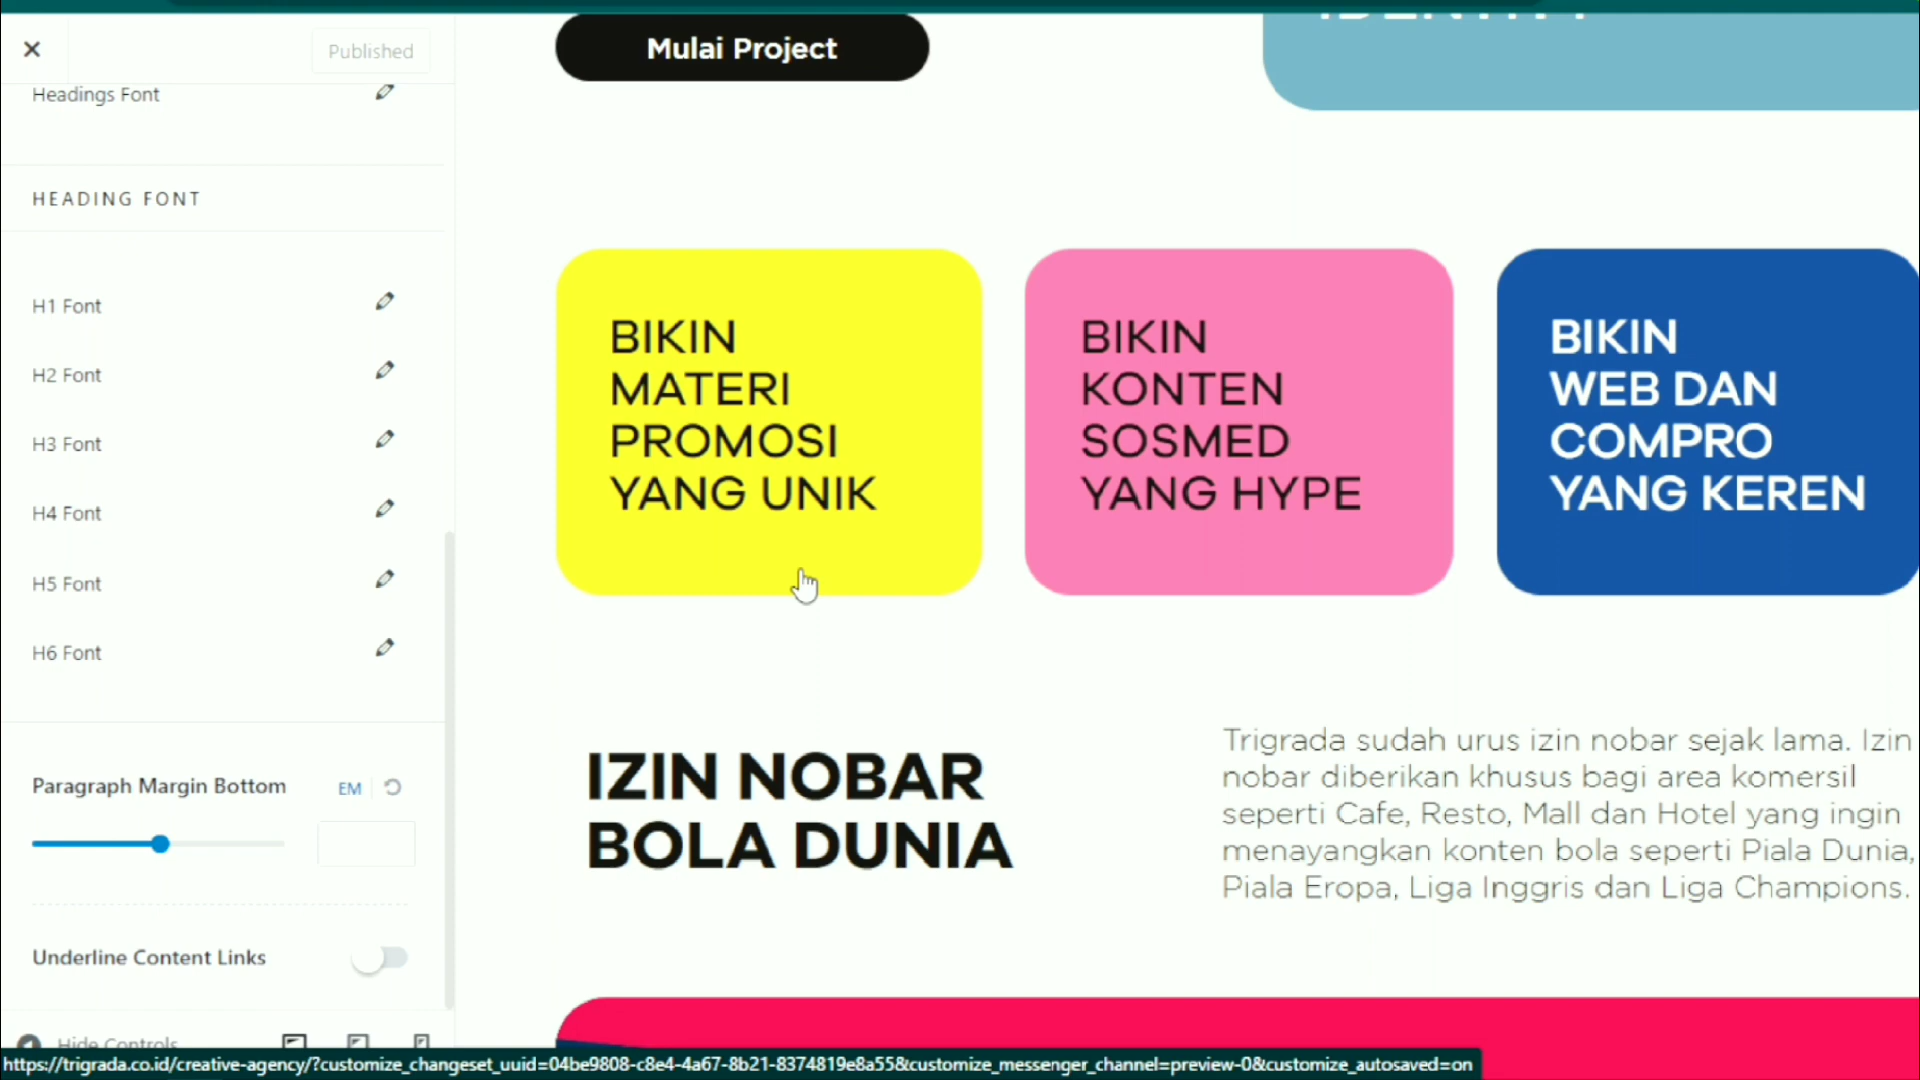 Published
Headings Font
HEADING FONT
H1 Font
H2 Font
H3 Font
H4 Font
H5 Font
H6 Font
Paragraph Margin Bottom
EM
Underline Content Links
Hide Controls
Mulai Project
BIKIN
MATERI
PROMOSI
YANG UNIK
BIKIN
KONTEN
SOSMED
YANG HYPE
BIKIN
WEB DAN
COMPRO
YANG KEREN
IZIN NOBAR
BOLA DUNIA
Trigrada sudah urus izin nobar sejak lama. Izin
nobar diberikan khusus bagi area komersil
seperti Cafe, Resto, Mall dan Hotel yang ingin
menayangkan konten bola seperti Piala Dunia,
Piala Eropa, Liga Inggris dan Liga Champions.
https://trigrada.co.id/creative-agency/?customize_changeset_uuid=04be9808-c8e4-4a67-8b21-8374819e8a55&customize_messenger_channel=preview-0&customize_autosaved=on